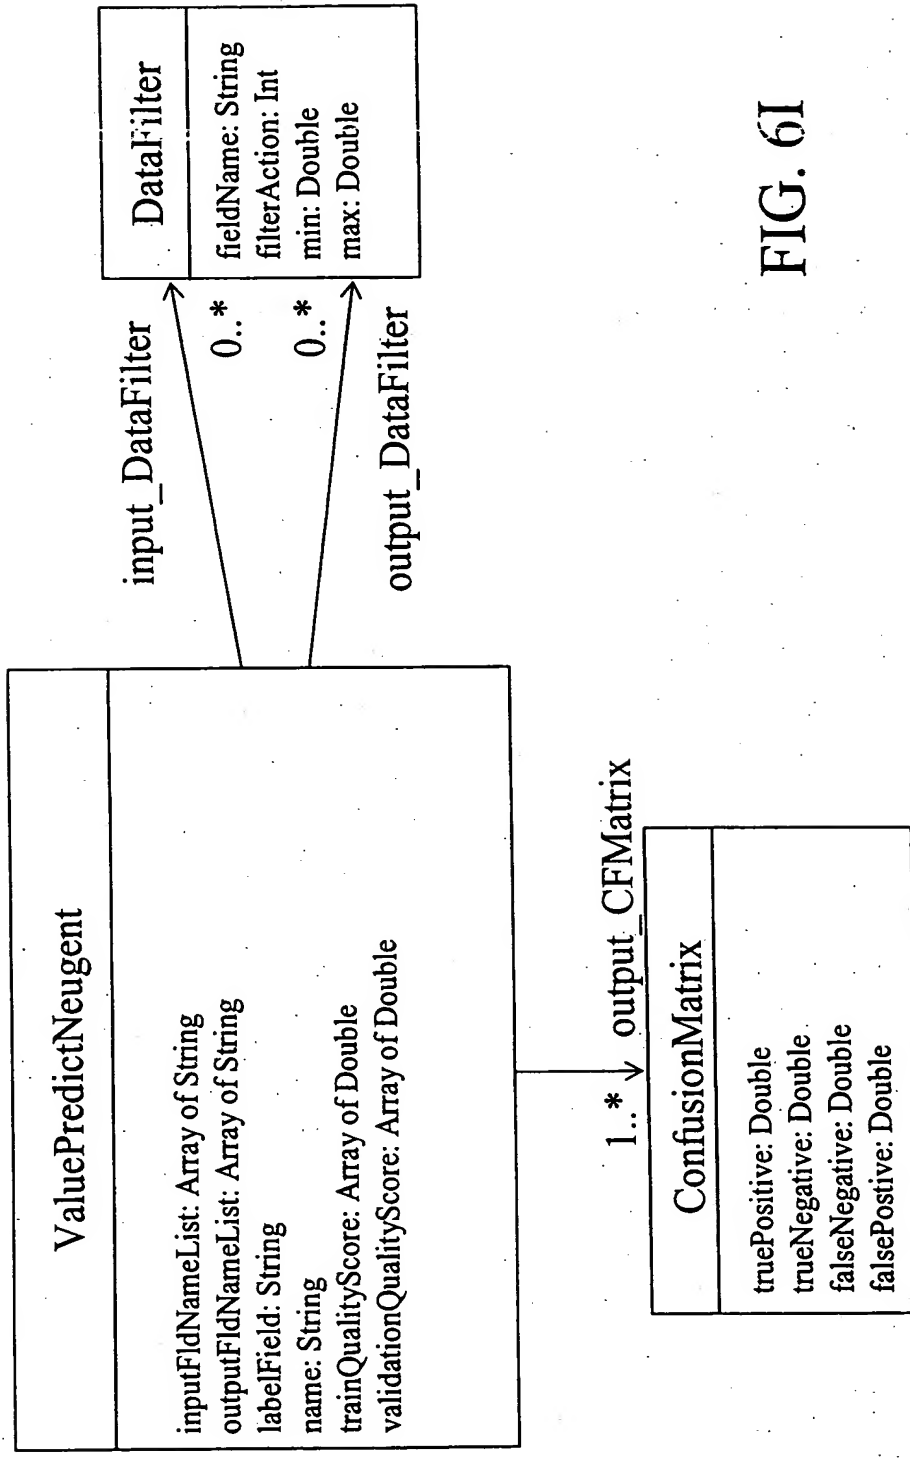 ValuePredictNeugent
inputFldNameList: Array of String
outputFldNameList: Array of String
labelField: String
name: String
trainQualityScore: Array of Double
validationQualityScore: Array of Double
input_DataFilter
0..*
0..*
output_DataFilter
DataFilter
fieldName: String
filterAction: Int
min: Double
max: Double
1..*
output_CFMatrix
ConfusionMatrix
truePositive: Double
trueNegative: Double
falseNegative: Double
falsePostive: Double
FIG. 6I